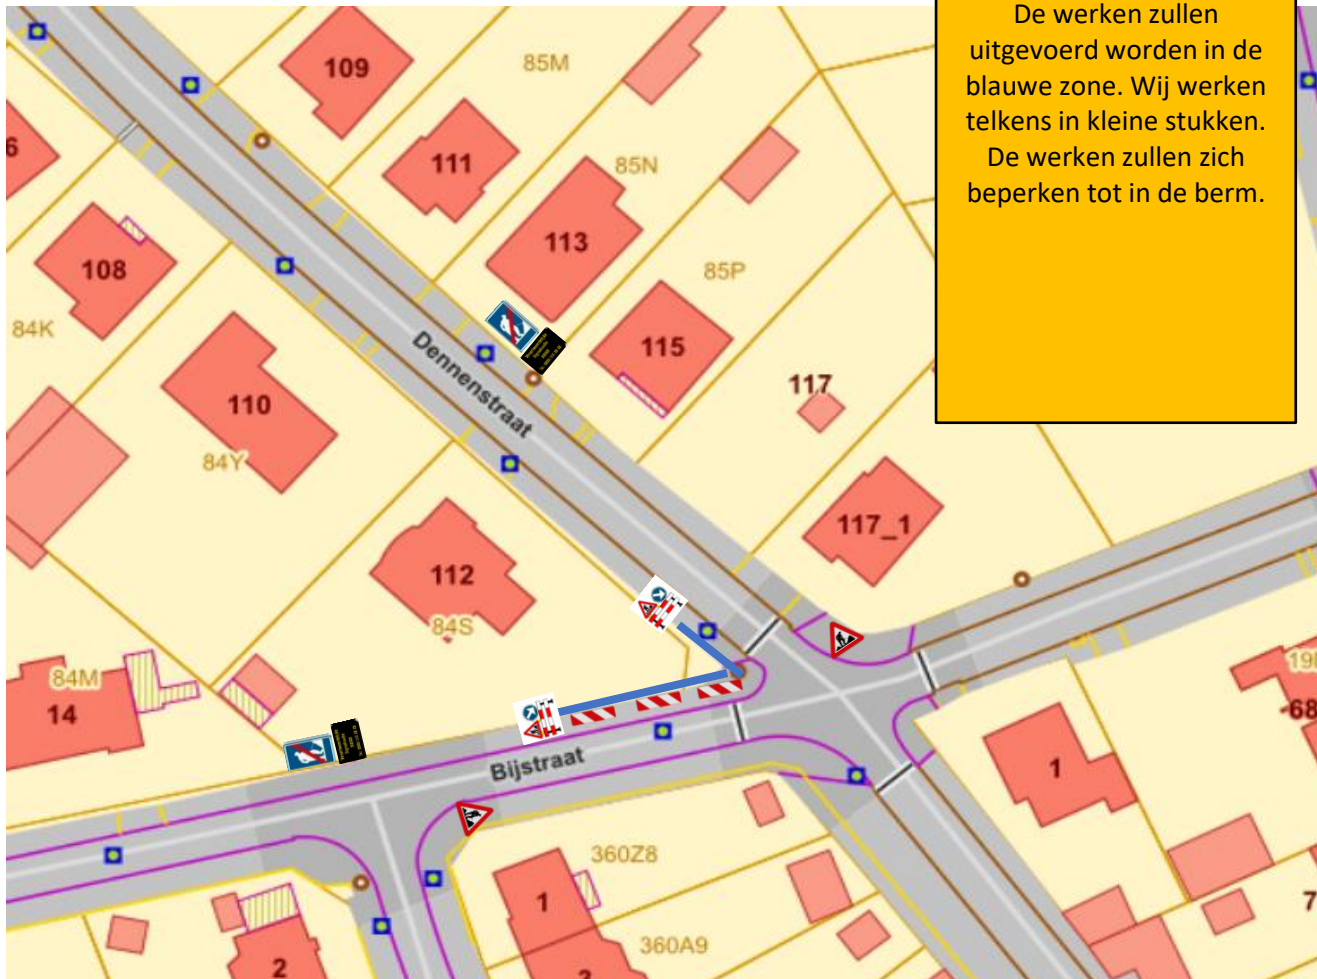 De werken zullen
uitgevoerd worden in de
blauwe zone. Wij werken
telkens in kleine stukken.
De werken zullen zich
beperken tot in de berm.
109
85M
111
85N
6
113
108
85P
84K
115
Dennenstraat
117
110
84Y
117_1
112
84S
84M
14
Bijstraat
68
1
360Z8
1
360A9
2